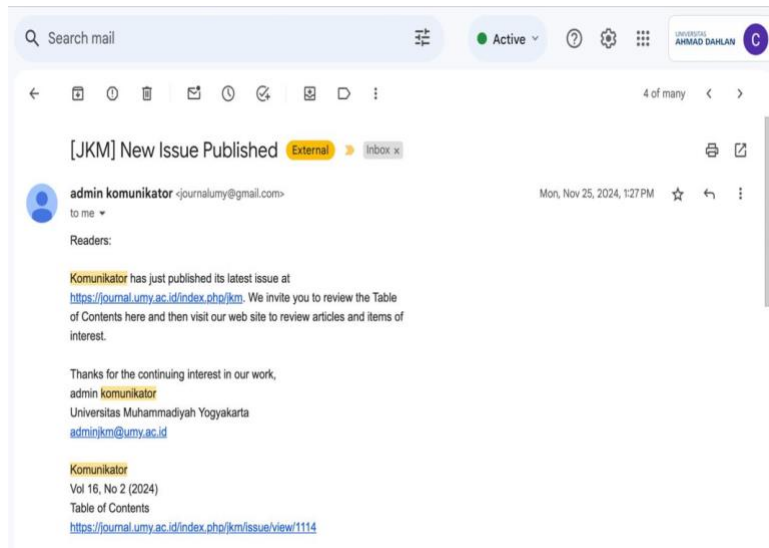 Search mail
Active
UNIVERSITAS
AHMAD DAHLAN
C
4 of many
[JKM] New Issue Published External Inbox x
admin komunikator <journalumy@gmail.com>
Mon, Nov 25, 2024, 1:27 PM
to me
Readers:
Komunikator has just published its latest issue at
https://journal.umy.ac.id/index.php/jkm. We invite you to review the Table
of Contents here and then visit our web site to review articles and items of
interest.
Thanks for the continuing interest in our work,
admin komunikator
Universitas Muhammadiyah Yogyakarta
adminjkm@umy.ac.id
Komunikator
Vol 16, No 2 (2024)
Table of Contents
https://journal.umy.ac.id/index.php/jkm/issue/view/1114